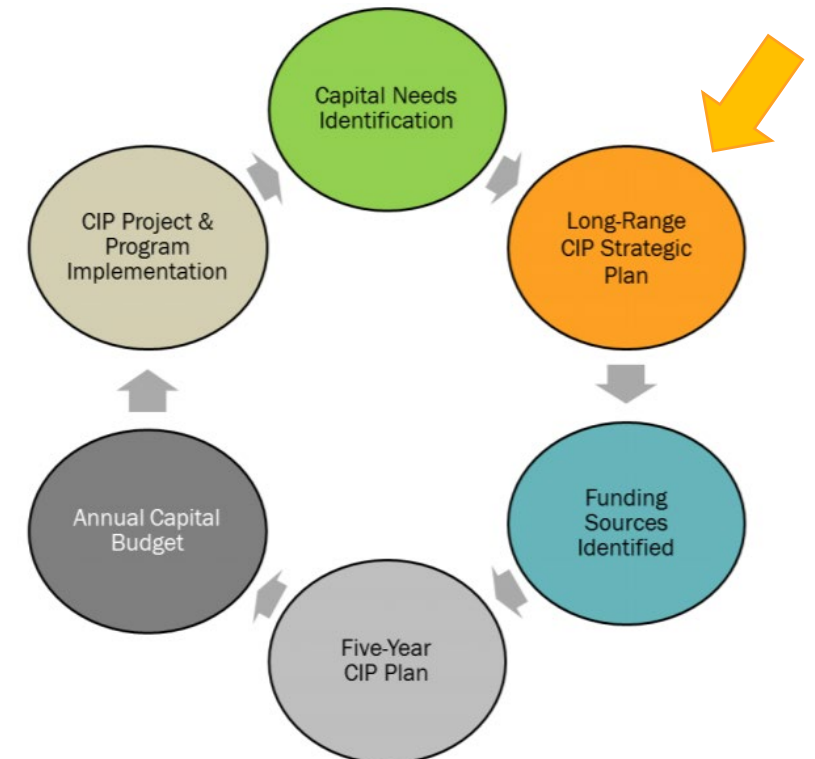 Capital Needs
Identification
Long-Range
CIP Strategic
Plan
Funding
Sources
Identified
Five-Year
CIP Plan
Annual Capital
Budget
CIP Project &
Program
Implementation